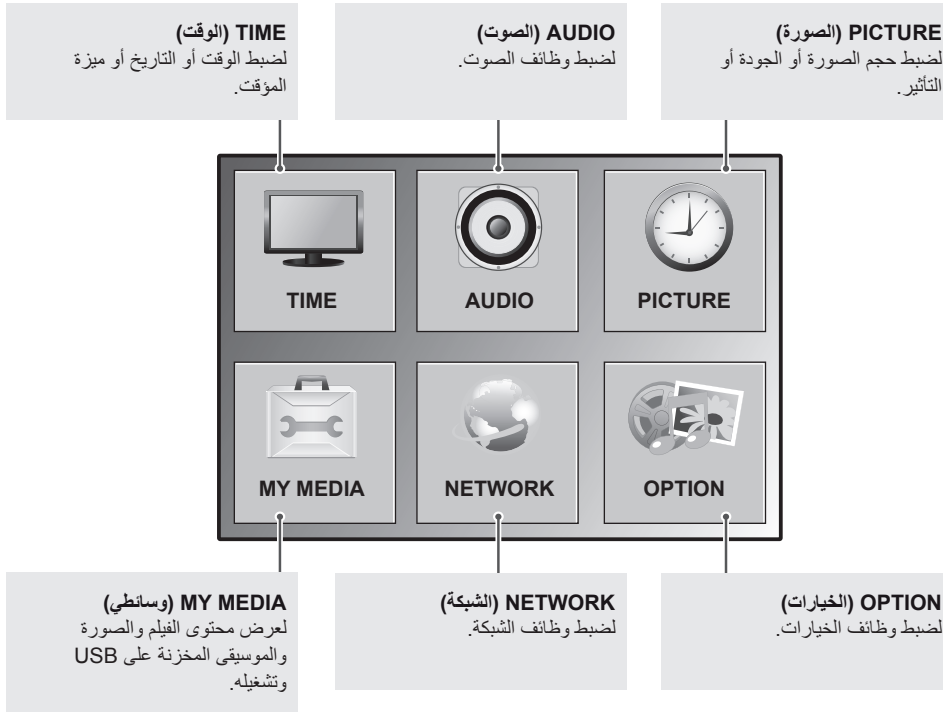 PICTURE (الصورة)
لضبط حجم الصورة أو الجودة أو
التأثير.
AUDIO (الصوت)
لضبط وظائف الصوت.
TIME (الوقت)
لضبط الوقت أو التاريخ أو ميزة
المؤقت.
TIME
AUDIO
PICTURE
MY MEDIA
NETWORK
OPTION
OPTION (الخيارات)
لضبط وظائف الخيارات.
NETWORK (الشبكة)
لضبط وظائف الشبكة.
MY MEDIA (وسائطي)
لعرض محتوى الفيلم والصورة
والموسيقى المخزنة على USB
وتشغيله.